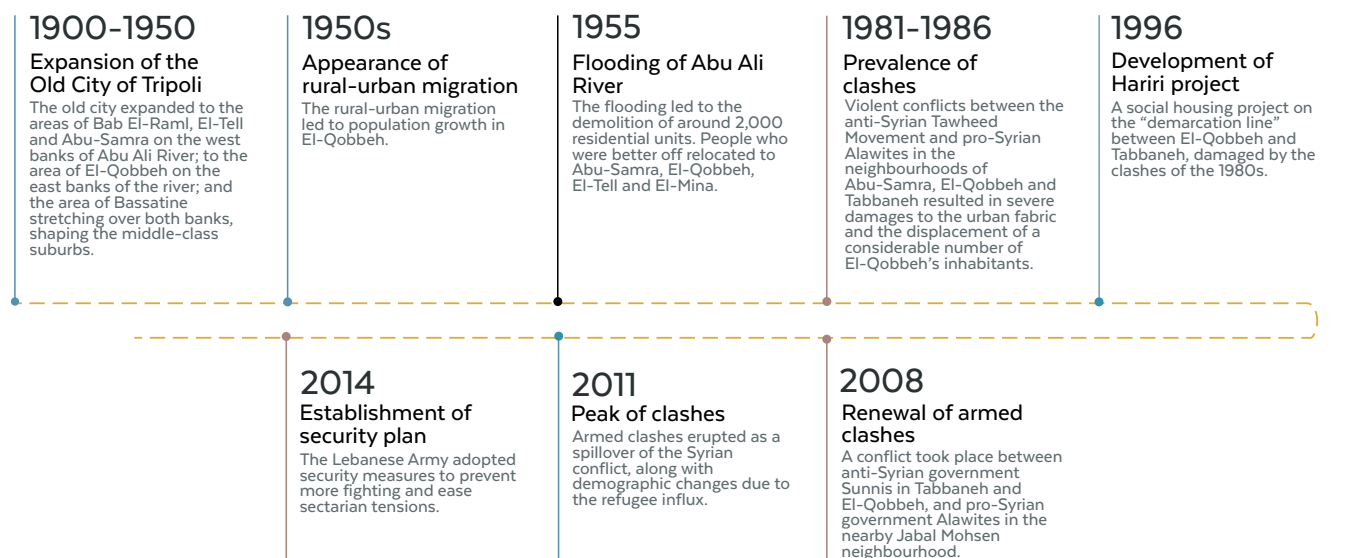 1900-1950
Expansion of the
Old City of Tripoli
The old city expanded to the
areas of Bab El-Raml, El-Tell
and Abu-Samra on the west
banks of Abu Ali River; to the
area of El-Qobbeh on the
east banks of the river; and
the area of Bassatine
stretching over both banks,
shaping the middle-class
suburbs.
1950s
Appearance of
rural-urban migration
The rural-urban migration
led to population growth in
El-Qobbeh.
1955
Flooding of Abu Ali
River
The flooding led to the
demolition of around 2,000
residential units. People who
were better off relocated to
Abu-Samra, El-Qobbeh,
El-Tell and El-Mina.
1981-1986
Prevalence of
clashes
Violent conflicts between the
anti-Syrian Tawheed
Movement and pro-Syrian
Alawites in the
neighbourhoods of
Abu-Samra, El-Qobbeh and
Tabbaneh resulted in severe
damages to the urban fabric
and the displacement of a
considerable number of
El-Qobbeh's inhabitants.
1996
Development of
Hariri project
A social housing project on
the “demarcation line”
between El-Qobbeh and
Tabbaneh, damaged by the
clashes of the 1980s.
2014
Establishment of
security plan
The Lebanese Army adopted
security measures to prevent
more fighting and ease
sectarian tensions.
2011
Peak of clashes
Armed clashes erupted as a
spillover of the Syrian
conflict, along with
demographic changes due to
the refugee influx.
2008
Renewal of armed
clashes
A conflict took place between
anti-Syrian government
Sunnis in Tabbaneh and
El-Qobbeh, and pro-Syrian
government Alawites in the
nearby Jabal Mohsen
neighbourhood.